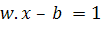 w.x – b = 1